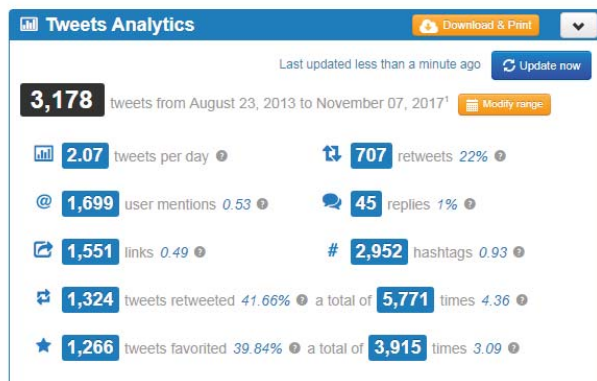 Tweets Analytics
Download & Print
Last updated less than a minute ago Update now
3,178 tweets from August 23, 2013 to November 07, 2017¹ Modify range
2.07 tweets per day ?
707 retweets 22% ?
@ 1,699 user mentions 0.53 ?
45 replies 1% ?
1,551 links 0.49 ?
# 2,952 hashtags 0.93 ?
1,324 tweets retweeted 41.66% ? a total of 5,771 times 4.36 ?
1,266 tweets favorited 39.84% ? a total of 3,915 times 3.09 ?